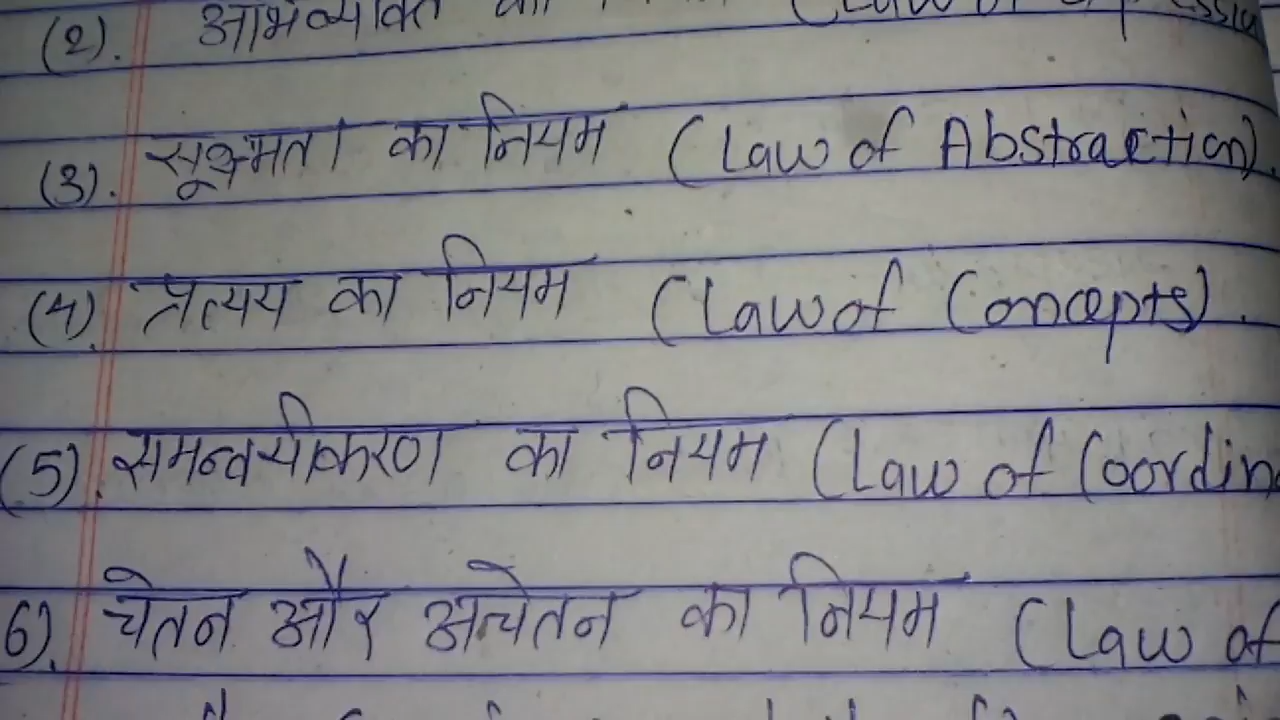 (2). अभिव्यक्ति का
(3). सूक्ष्मता का नियम (Law of Abstraction).
(4). प्रत्यय का नियम (Law of Concepts).
(5). समन्वयीकरण का नियम (Law of Coordin
6). चेतन और अचेतन का नियम (Law of